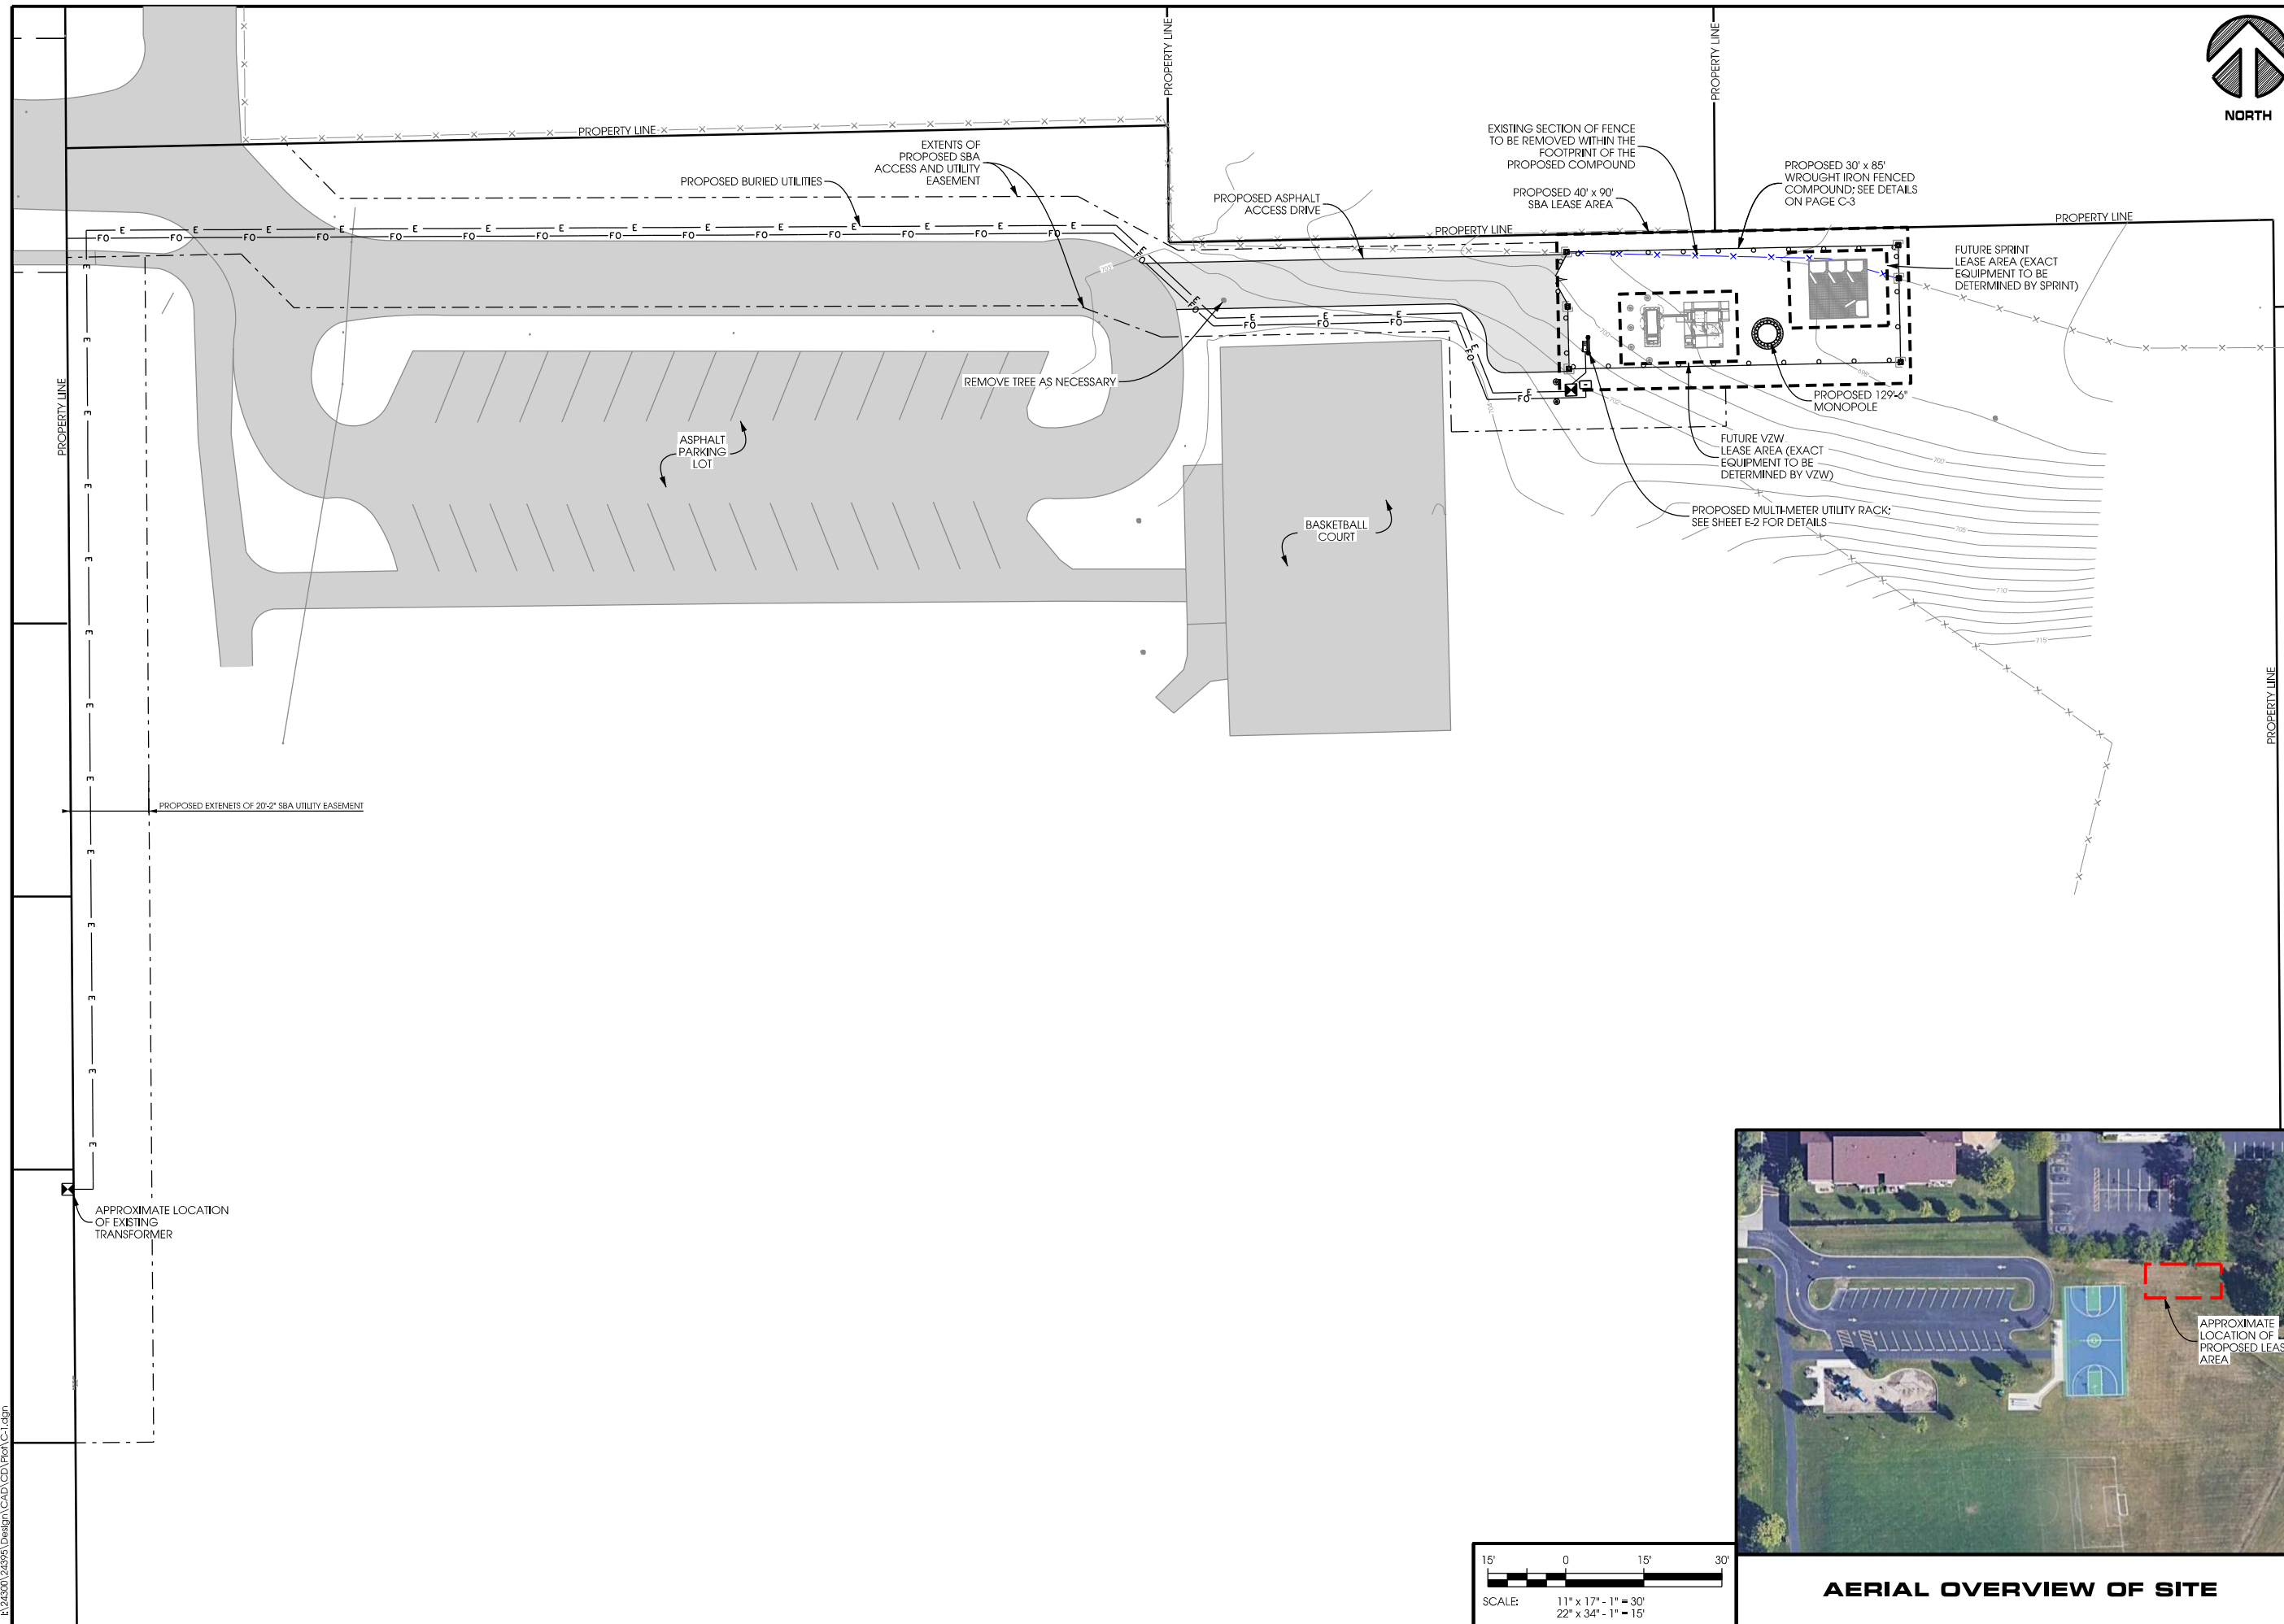 PROPERTY LINE
PROPERTY LINE
NORTH
PROPERTY LINE
EXTENTS OF
PROPOSED SBA
ACCESS AND UTILITY
EASEMENT
PROPOSED BURIED UTILITIES
EXISTING SECTION OF FENCE
TO BE REMOVED WITHIN THE
FOOTPRINT OF THE
PROPOSED COMPOUND
PROPOSED 30' x 85'
WROUGHT IRON FENCED
COMPOUND; SEE DETAILS
ON PAGE C-3
PROPOSED 40' x 90'
SBA LEASE AREA
PROPOSED ASPHALT
ACCESS DRIVE
PROPERTY LINE
PROPERTY LINE
FUTURE SPRINT
LEASE AREA (EXACT
EQUIPMENT TO BE
DETERMINED BY SPRINT)
REMOVE TREE AS NECESSARY
PROPOSED 129'-6"
MONOPOLE
PROPERTY LINE
ASPHALT
PARKING
LOT
FUTURE VZW
LEASE AREA (EXACT
EQUIPMENT TO BE
DETERMINED BY VZW)
PROPOSED MULTI-METER UTILITY RACK;
SEE SHEET E-2 FOR DETAILS
BASKETBALL
COURT
700'
702'
698'
700'
705'
710'
715'
PROPERTY LINE
PROPOSED EXTENETS OF 20'-2" SBA UTILITY EASEMENT
APPROXIMATE LOCATION
OF EXISTING
TRANSFORMER
APPROXIMATE
LOCATION OF
PROPOSED LEAS
AREA
15' 0 15' 30'
SCALE: 11" x 17" - 1" = 30'
22" x 34" - 1" = 15'
AERIAL OVERVIEW OF SITE